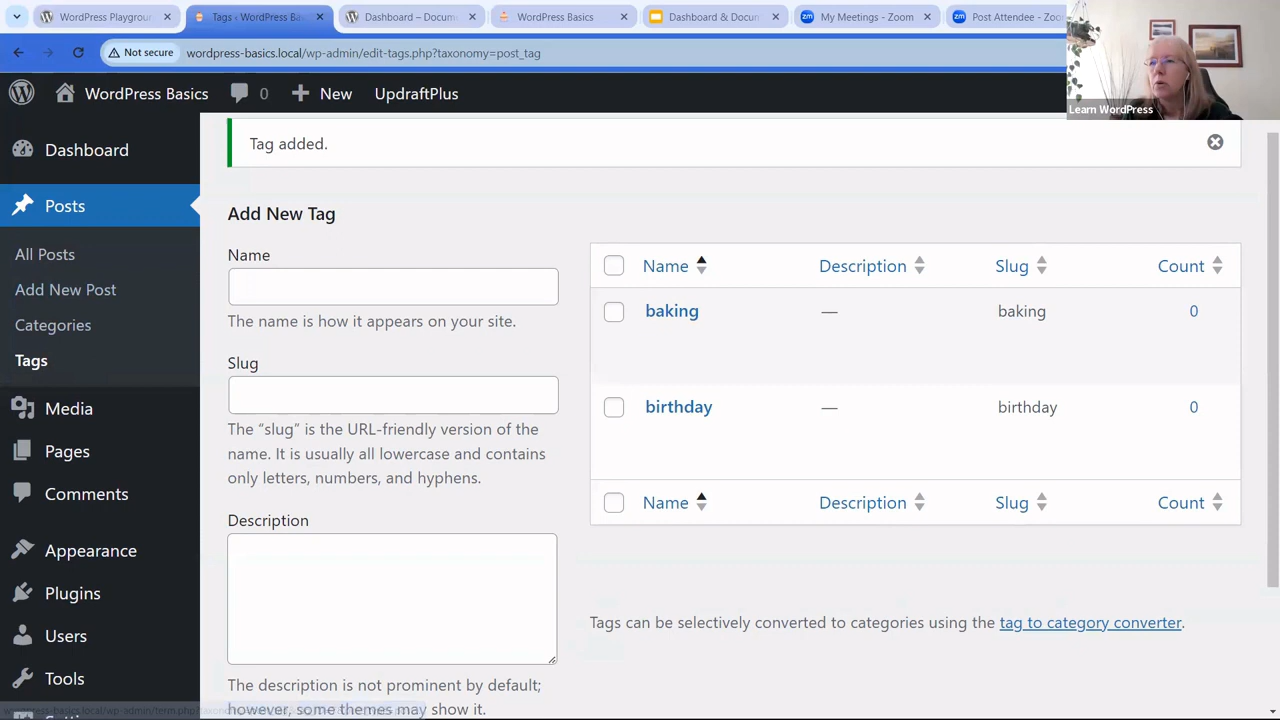 WordPress Playgroun
Tags ‹ WordPress Ba
Dashboard – Docum
WordPress Basics
Dashboard & Docun
My Meetings - Zoom
Post Attendee - Zoo
Not secure
wordpress-basics.local/wp-admin/edit-tags.php?taxonomy=post_tag
Learn WordPress
WordPress Basics
0
New
UpdraftPlus
Dashboard
Posts
All Posts
Add New Post
Categories
Tags
Media
Pages
Comments
Appearance
Plugins
Users
Tools
Tag added.
Add New Tag
Name
The name is how it appears on your site.
Slug
The “slug” is the URL-friendly version of the
name. It is usually all lowercase and contains
only letters, numbers, and hyphens.
Description
The description is not prominent by default;
however, some themes may show it.
Name Description Slug Count
baking — baking 0
birthday — birthday 0
Name Description Slug Count
Tags can be selectively converted to categories using the tag to category converter.